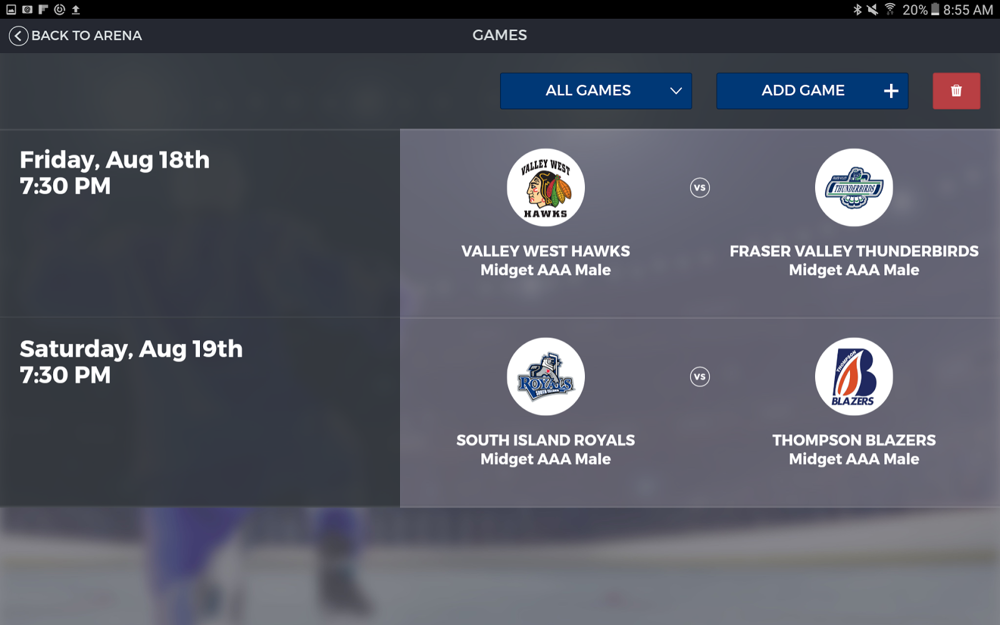 20% 8:55 AM
BACK TO ARENA
GAMES
ALL GAMES
ADD GAME
Friday, Aug 18th
7:30 PM
VALLEY WEST
HAWKS
VS
FRASER VALLEY
THUNDERBIRDS
VALLEY WEST HAWKS
Midget AAA Male
FRASER VALLEY THUNDERBIRDS
Midget AAA Male
Saturday, Aug 19th
7:30 PM
ROYALS
SOUTH ISLAND
VS
THOMPSON
B
BLAZERS
SOUTH ISLAND ROYALS
Midget AAA Male
THOMPSON BLAZERS
Midget AAA Male